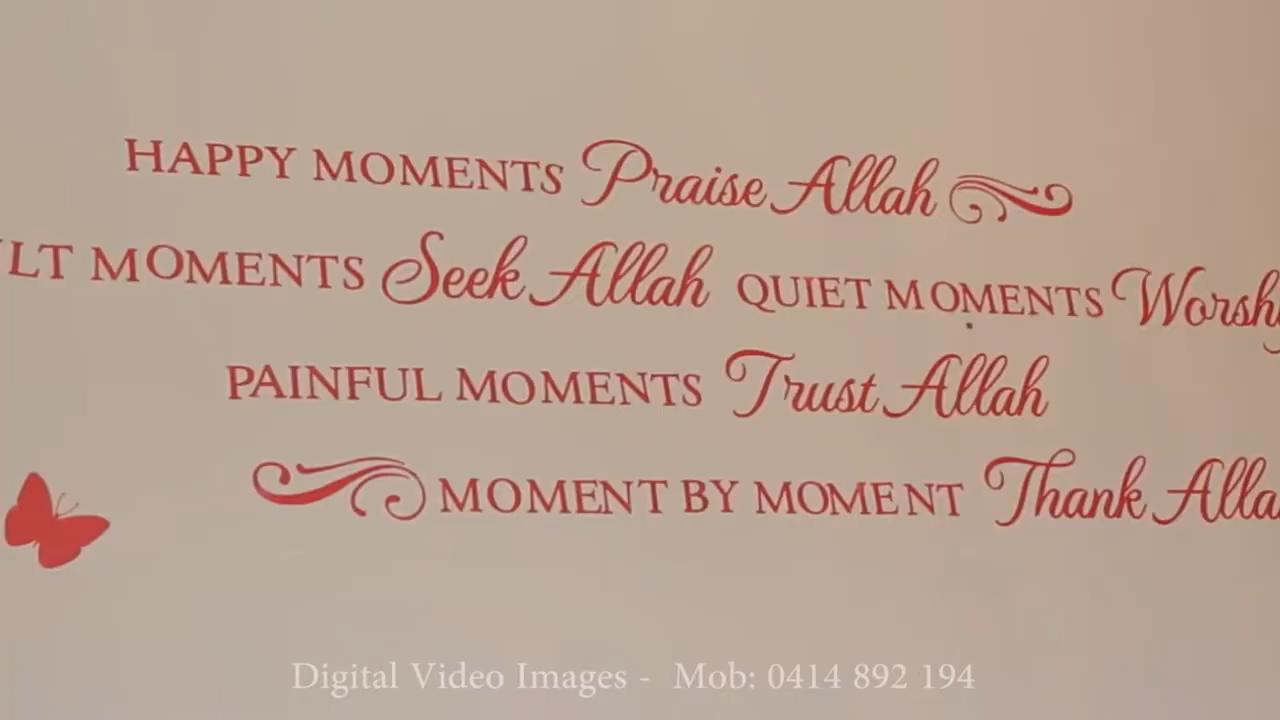 HAPPY MOMENTS Praise Allah
MOMENTS Seek Allah QUIET MOMENTS
PAINFUL MOMENTS Trust Allah
MOMENT BY MOMENT Thank
Digital Video Images - Mob: 0414 892 194